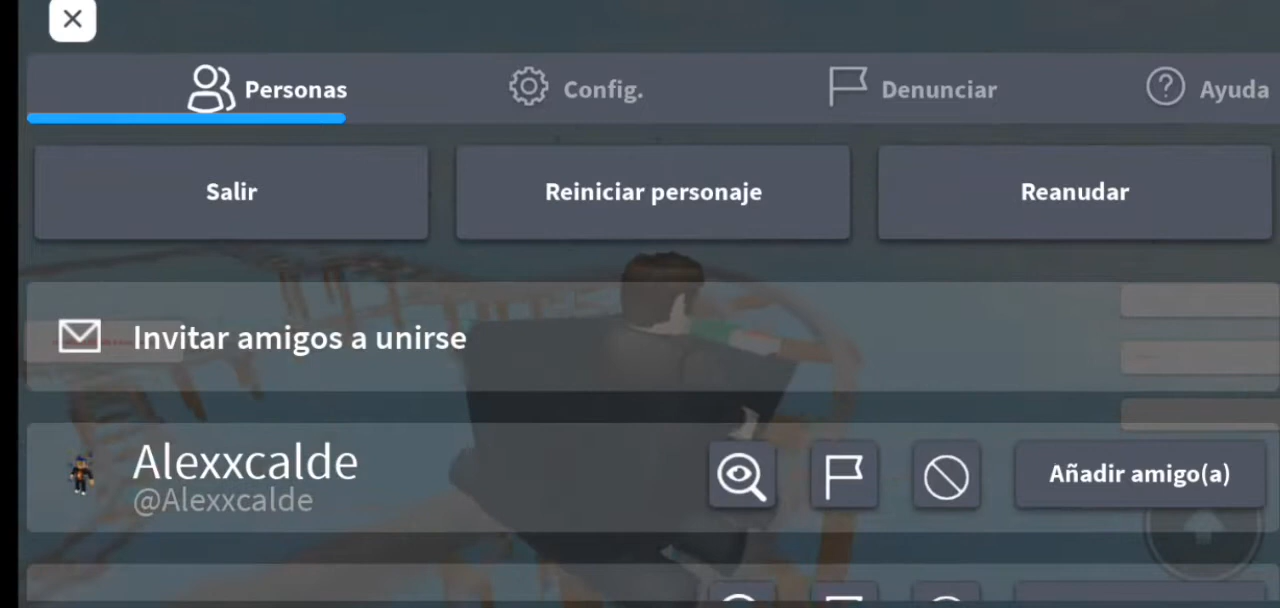 Personas
Config.
Denunciar
Ayuda
Salir
Reiniciar personaje
Reanudar
Invitar amigos a unirse
Alexxcalde
@Alexxcalde
Añadir amigo(a)